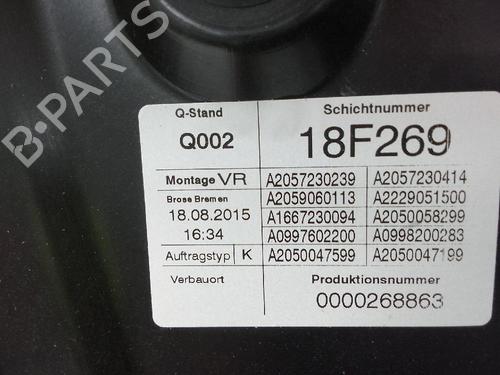 B-PARTS
Q-Stand Schichtnummer
Q002 18F269
Montage VR A2057230239 A2057230414
Brose Bremen A2059060113 A2229051500
18.08.2015 A1667230094 A2050058299
16:34 A0997602200 A0998200283
Auftragstyp K A2050047599 A2050047199
Verbauort Produktionsnummer
0000268863